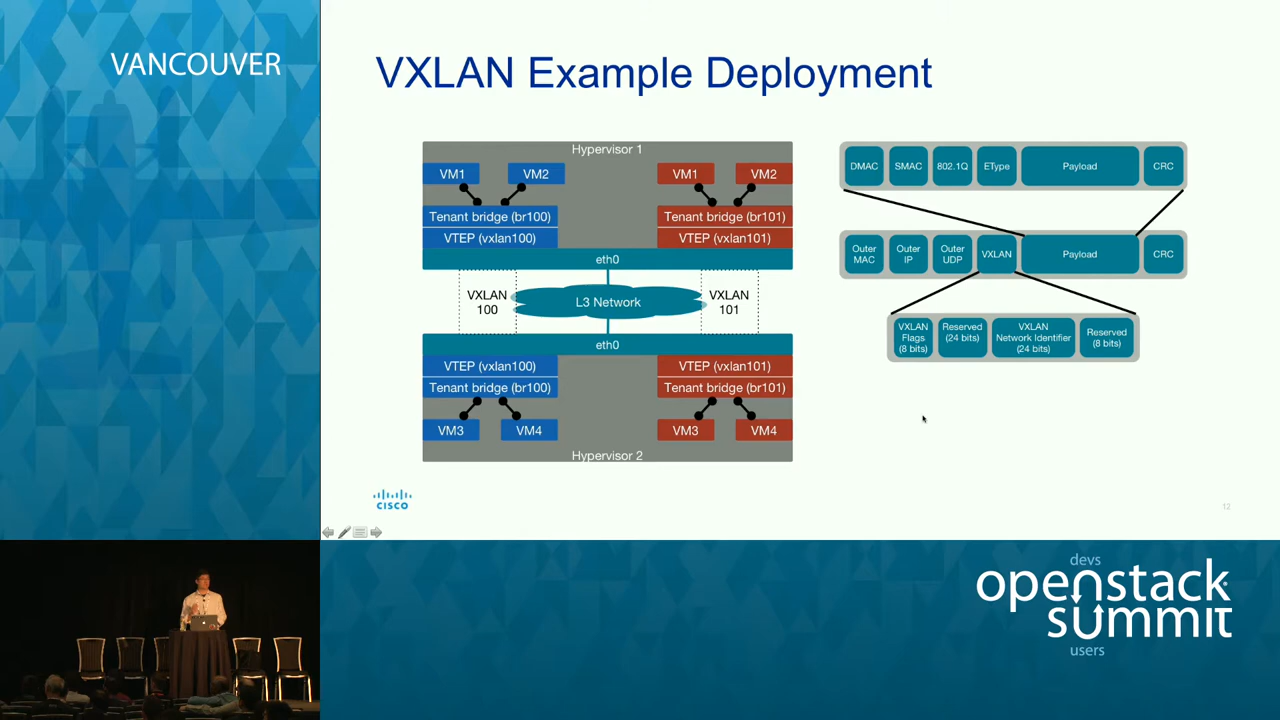 VANCOUVER
VXLAN Example Deployment
Hypervisor 1
VM1
VM2
VM1
VM2
Tenant bridge (br100)
Tenant bridge (br101)
VTEP (vxlan100)
VTEP (vxlan101)
eth0
VXLAN
100
L3 Network
VXLAN
101
eth0
VTEP (vxlan100)
VTEP (vxlan101)
Tenant bridge (br100)
Tenant bridge (br101)
VM3
VM4
VM3
VM4
Hypervisor 2
DMAC
SMAC
802.1Q
EType
Payload
CRC
Outer
MAC
Outer
IP
Outer
UDP
VXLAN
Payload
CRC
VXLAN
Flags
(8 bits)
Reserved
(24 bits)
VXLAN
Network Identifier
(24 bits)
Reserved
(8 bits)
CISCO
12
devs
openstack
summit
users